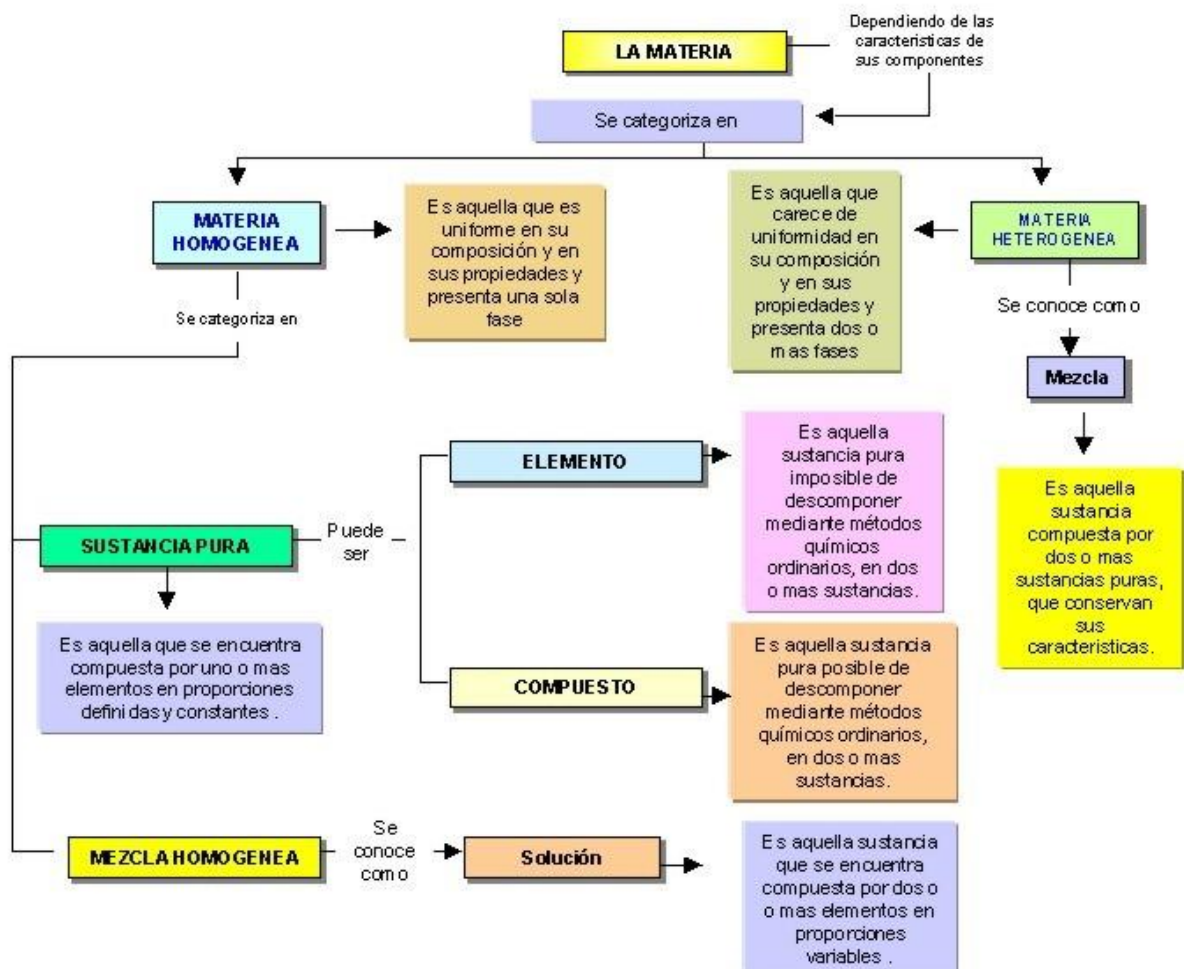 Dependiendo de las
caracteristicas de
sus componentes
LA MATERIA
Se categoriza en
MATERIA
HOMOGENEA
Es aquella que es
uniforme en su
composición y en
sus propiedades y
presenta una sola
fase
Es aquella que
carece de
uniformidad en
su composición
y en sus
propiedades y
presenta dos o
mas fases
MATERIA
HETEROGENEA
Se categoriza en
Se conoce como
Mezcla
Es aquella
sustancia
compuesta por
dos o mas
sustancias puras,
que conservan
sus
caracteristicas.
SUSTANCIA PURA
Puede
ser
Es aquella que se encuentra
compuesta por uno o mas
elementos en proporciones
definidas y constantes .
ELEMENTO
Es aquella
sustancia pura
imposible de
descomponer
mediante métodos
químicos
ordinarios, en dos
o mas sustancias.
COMPUESTO
Es aquella sustancia
pura posible de
descomponer
mediante métodos
químicos ordinarios,
en dos o mas
sustancias.
MEZCLA HOMOGENEA
Se
conoce
como
Solución
Es aquella sustancia
que se encuentra
compuesta por dos o
o mas elementos en
proporciones
variables .